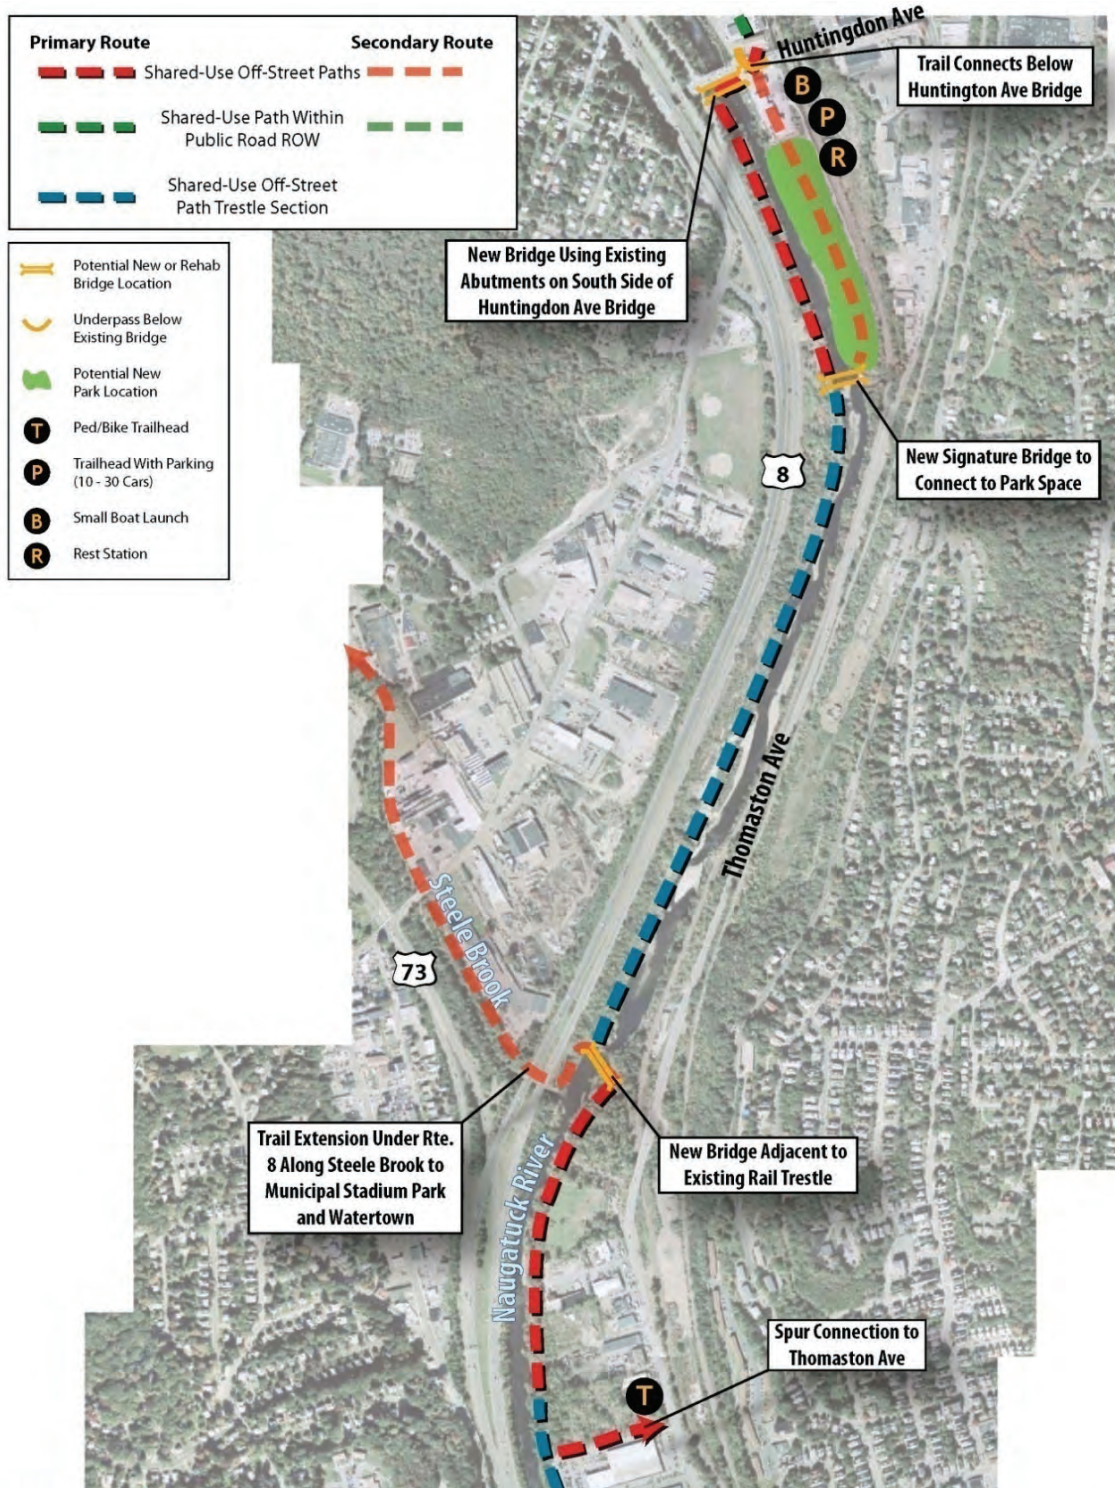 Primary Route
Secondary Route
Shared-Use Off-Street Paths
Shared-Use Path Within
Public Road ROW
Shared-Use Off-Street
Path Trestle Section
Potential New or Rehab
Bridge Location
Underpass Below
Existing Bridge
Potential New
Park Location
T
Ped/Bike Trailhead
P
Trailhead With Parking
(10 - 30 Cars)
B
Small Boat Launch
R
Rest Station
Huntingdon Ave
Trail Connects Below
Huntington Ave Bridge
B
P
R
New Bridge Using Existing
Abutments on South Side of
Huntingdon Ave Bridge
8
New Signature Bridge to
Connect to Park Space
Thomaston Ave
Steele Brook
73
Trail Extension Under Rte.
8 Along Steele Brook to
Municipal Stadium Park
and Watertown
New Bridge Adjacent to
Existing Rail Trestle
Naugatuck River
Spur Connection to
Thomaston Ave
T